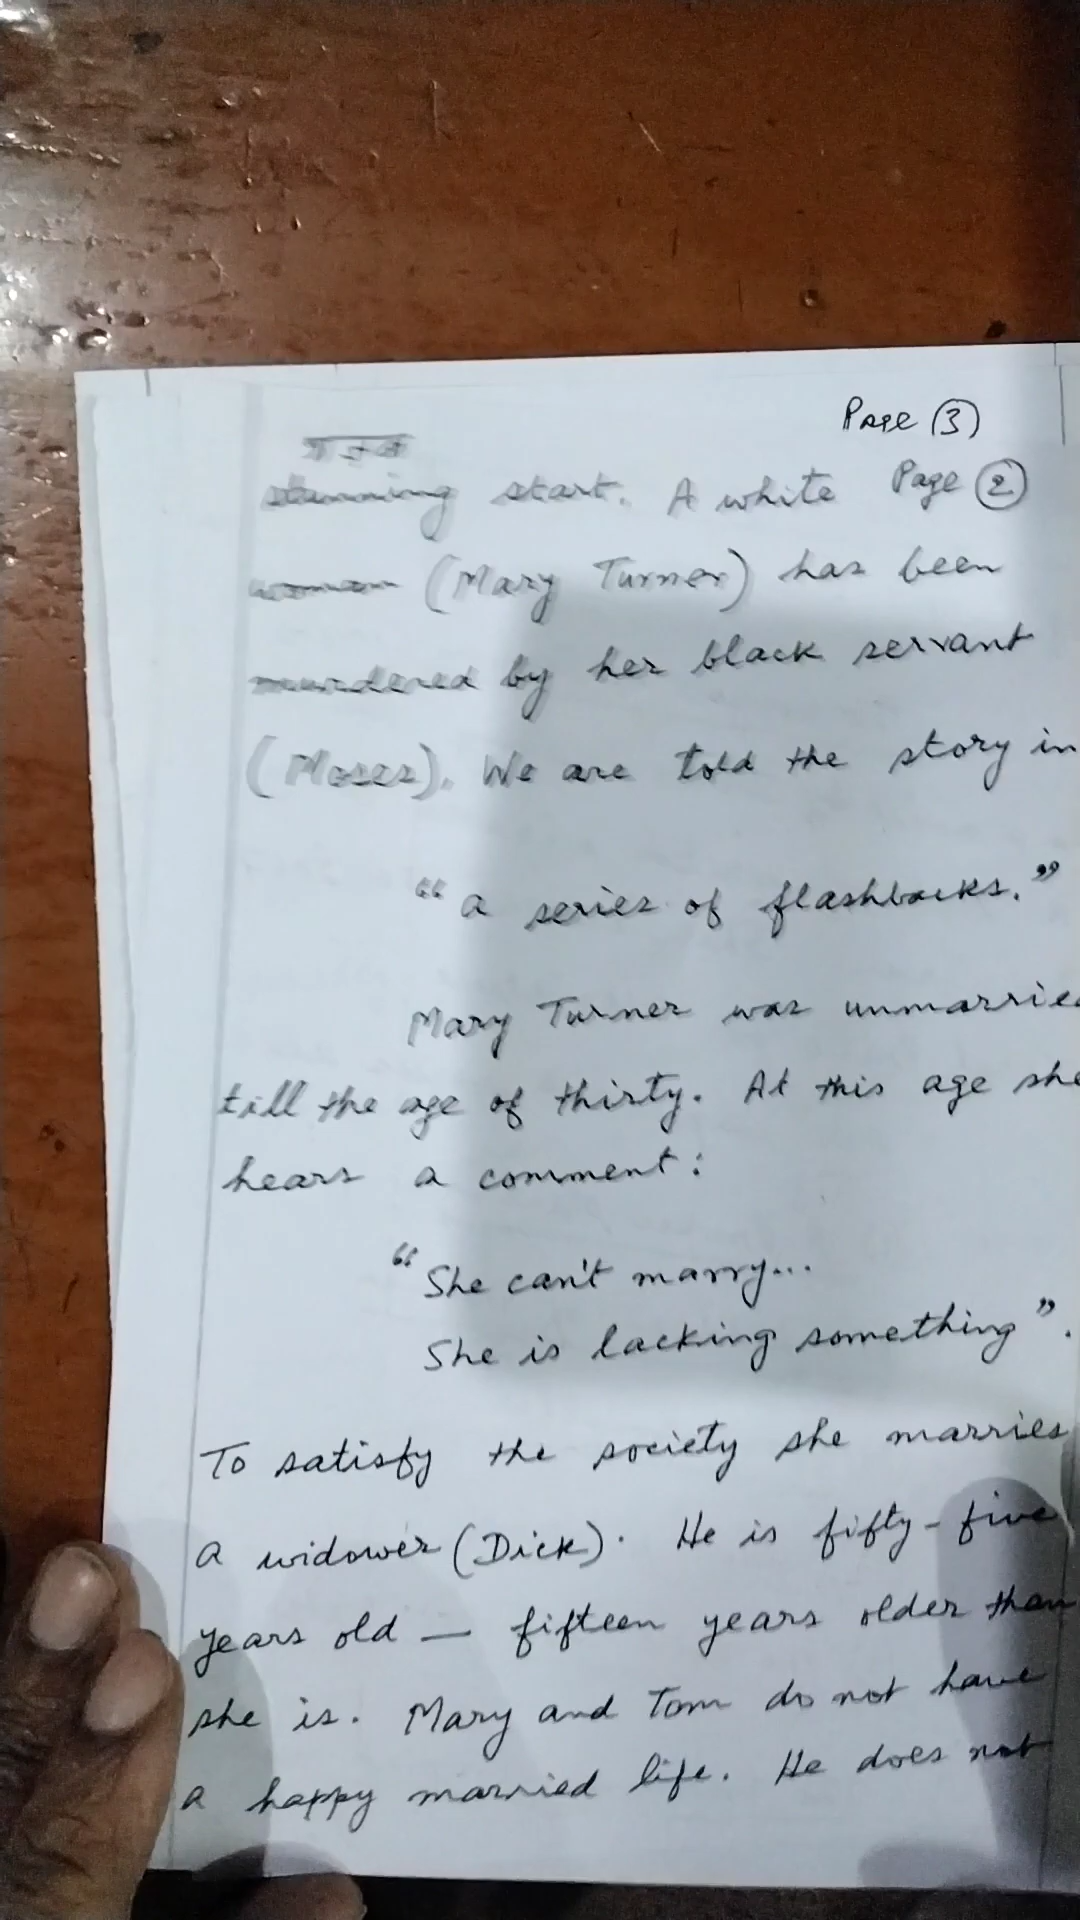 Page (3)
stunning start. A white Page (2)
woman (Mary Turner) has been
murdered by her black servant
(Moses). We are told the story in
“a series of flashbacks.”
Mary Turner was unmarried
till the age of thirty. At this age she
hears a comment:
“She can't marry...
She is lacking something”.
To satisfy the society she marries
a widower (Dick). He is fifty-five
years old — fifteen years older than
she is. Mary and Tom do not have
a happy married life. He does not